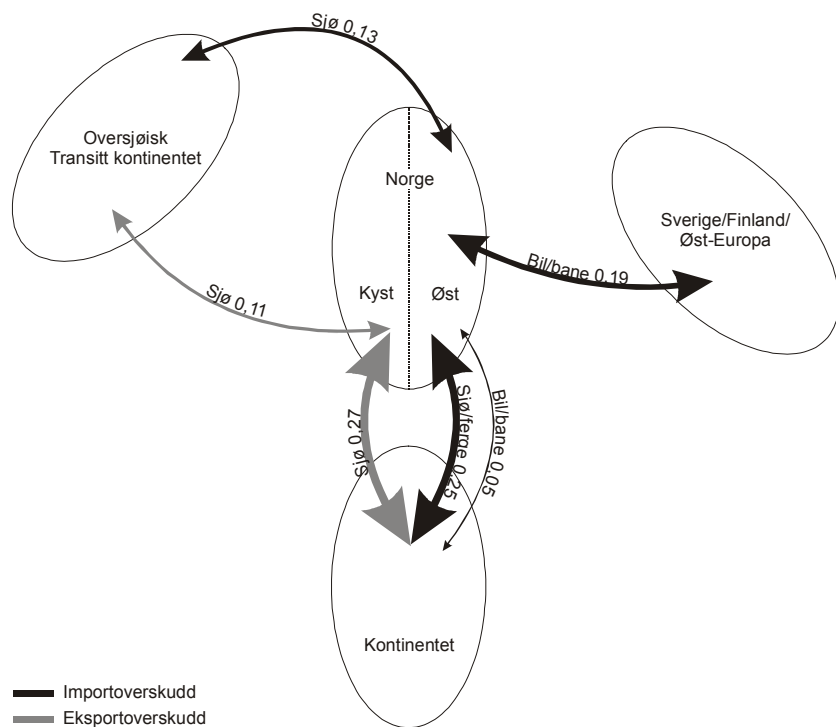 Sjø 0,13
Oversjøisk
Transitt kontinentet
Norge
Sverige/Finland/
Øst-Europa
Bil/bane 0,19
Kyst
Øst
Sjø 0,11
Sjø 0,27
Sjø/ferge 0,25
Bil/bane 0,05
Kontinentet
Importoverskudd
Eksportoverskudd